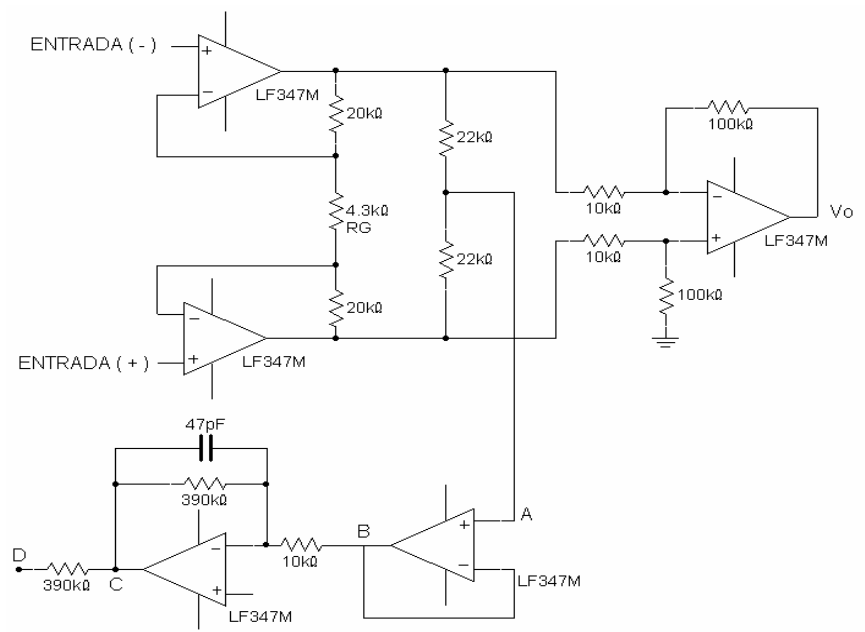 ENTRADA ( - )
+
−
LF347M
20kΩ
22kΩ
100kΩ
4.3kΩ
RG
10kΩ
−
+
Vo
LF347M
10kΩ
22kΩ
20kΩ
100kΩ
−
+
LF347M
ENTRADA ( + )
47pF
390kΩ
A
B
+
−
LF347M
10kΩ
−
+
LF347M
D
390kΩ
C